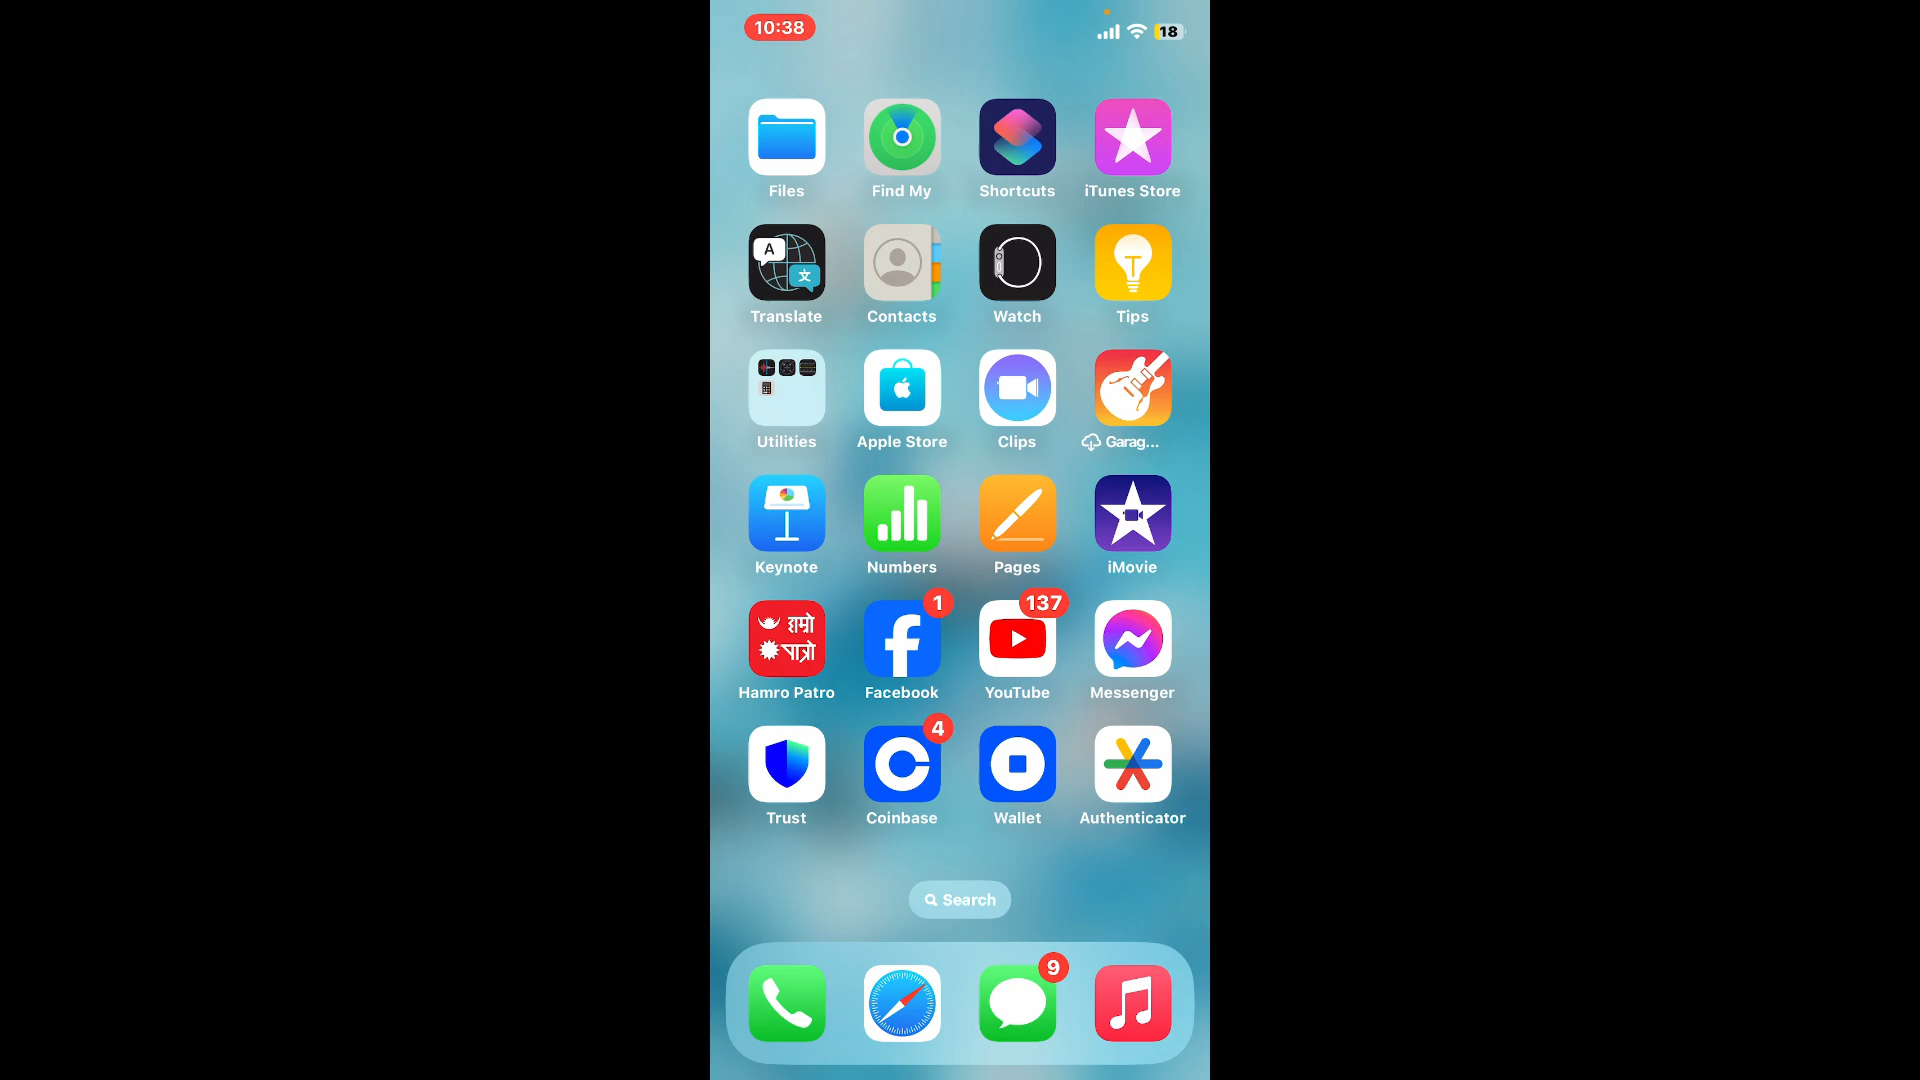 10:38
18
Files
Find My
Shortcuts
iTunes Store
A
文
Translate
Contacts
Watch
Tips
Utilities
Apple Store
Clips
Garag...
Keynote
Numbers
Pages
iMovie
हाम्रो
पात्रो
1
137
Hamro Patro
Facebook
YouTube
Messenger
4
Trust
Coinbase
Wallet
Authenticator
Search
9